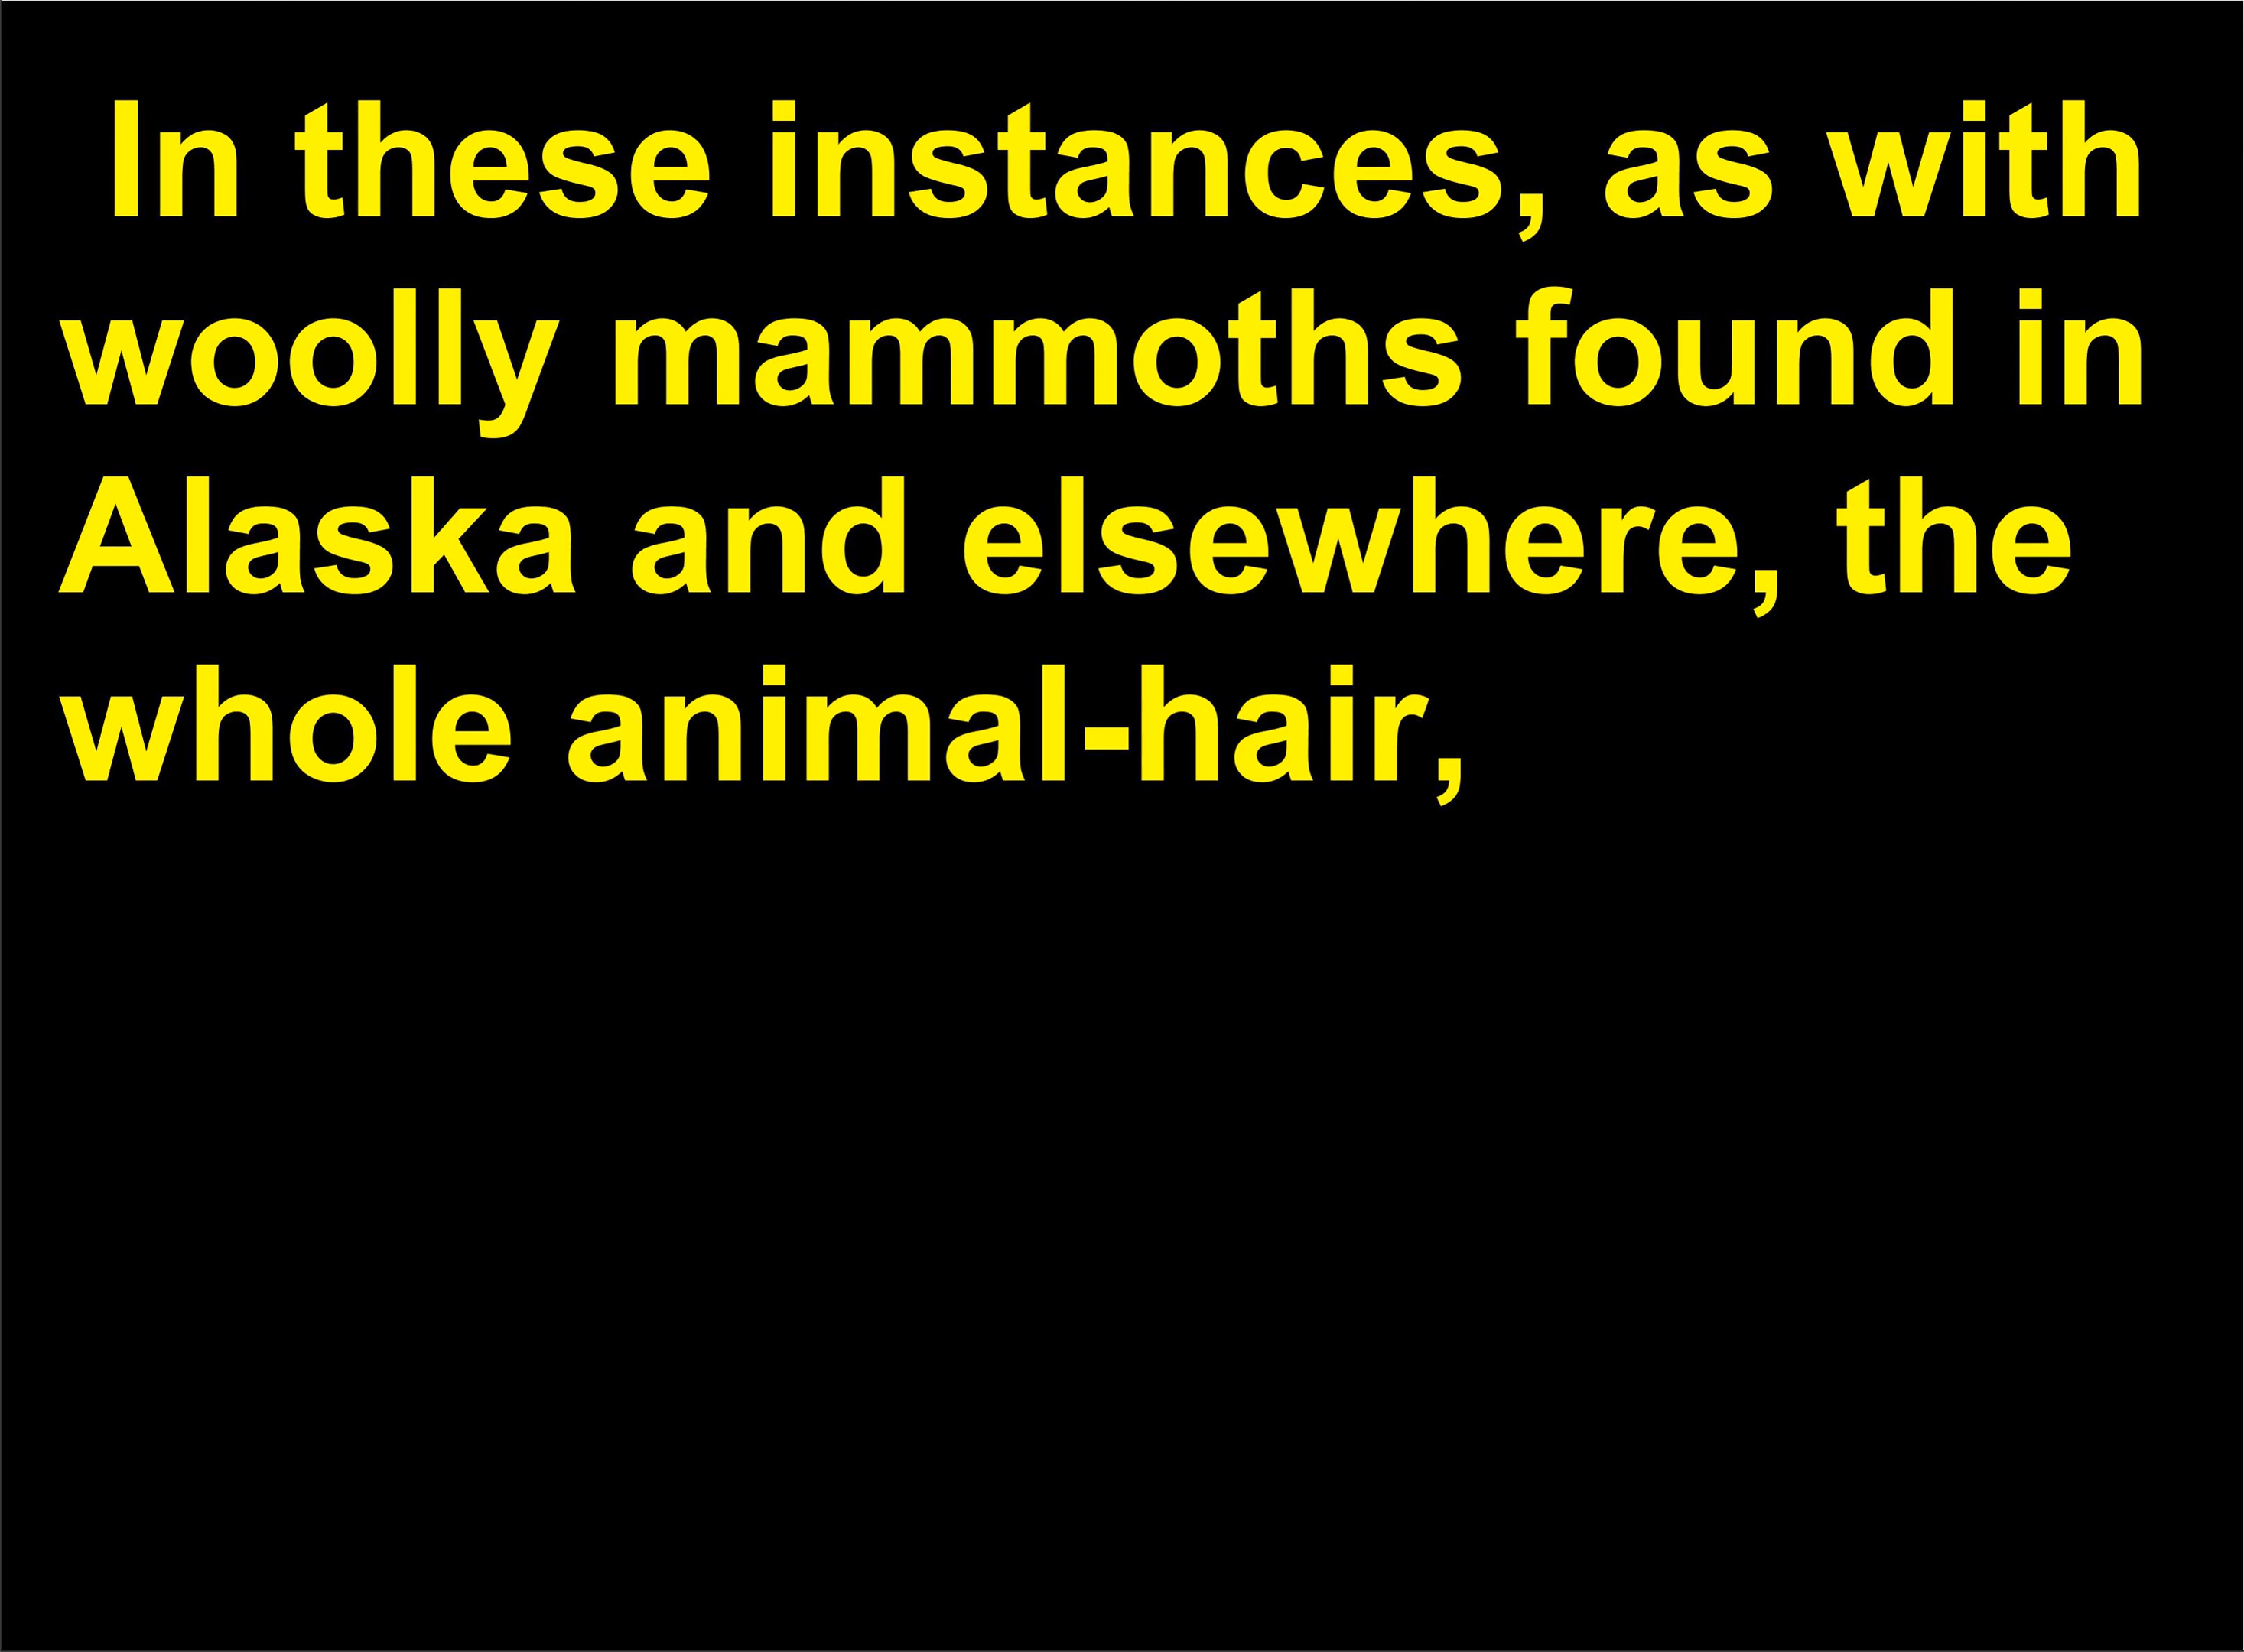 In these instances, as with
woolly mammoths found in
Alaska and elsewhere, the
whole animal-hair,